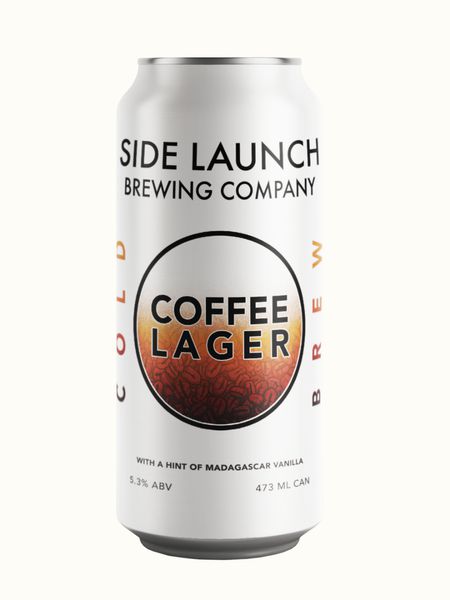 SIDE LAUNCH
BREWING COMPANY
COLD
BREW
COFFEE
LAGER
WITH A HINT OF MADAGASCAR VANILLA
5.3% ABV
473 ML CAN